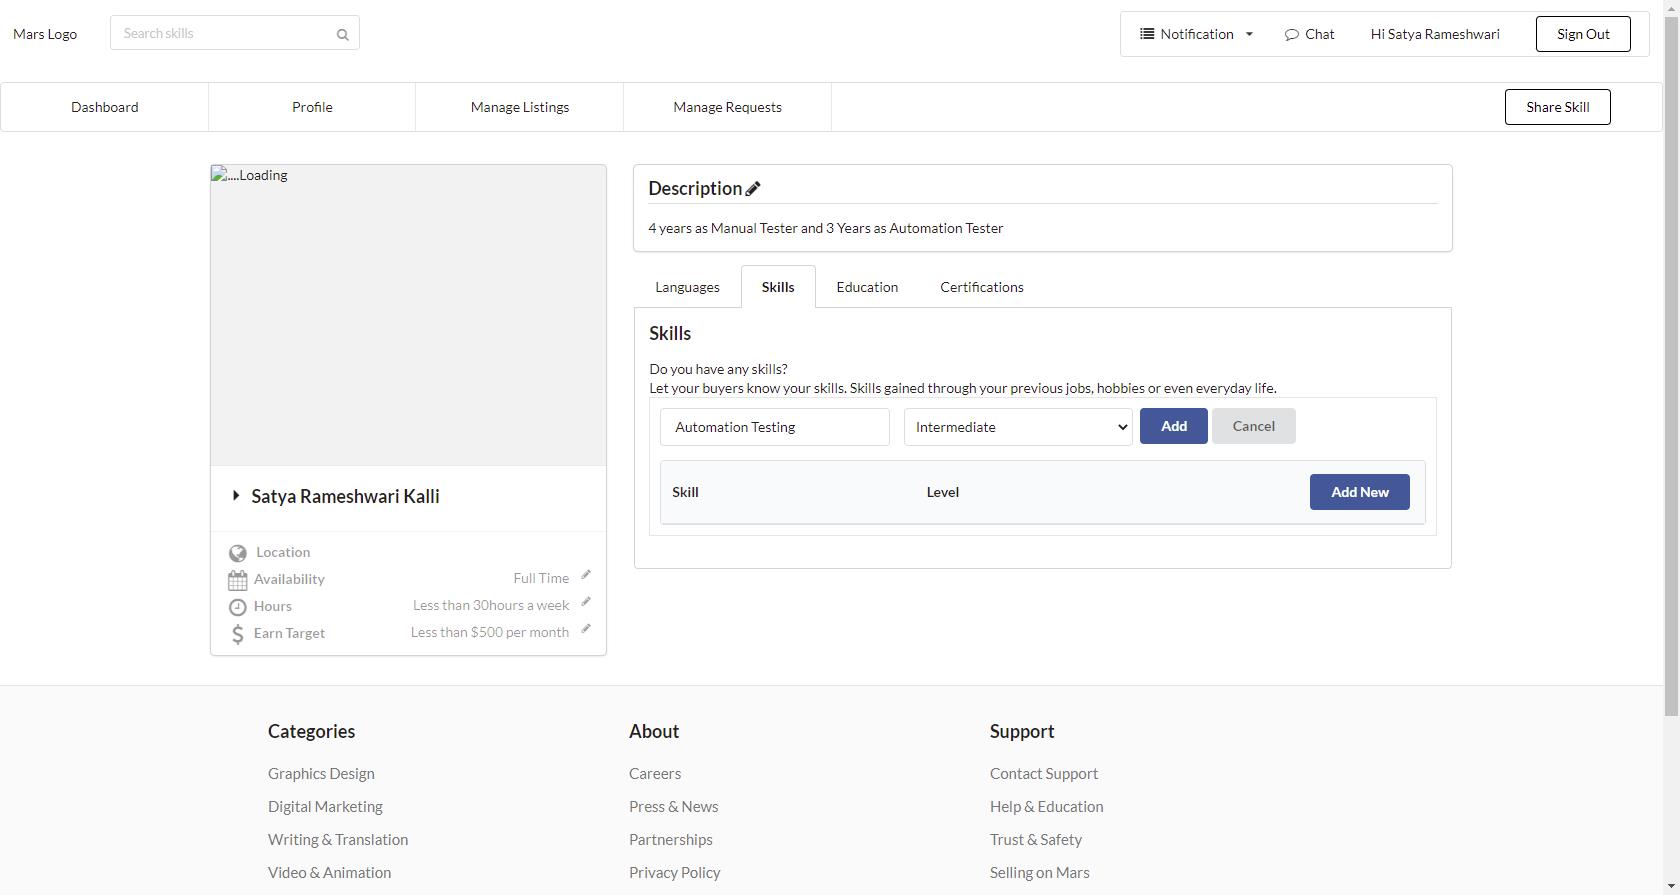 Mars Logo
Search skills
Notification
Chat
Hi Satya Rameshwari
Sign Out
Dashboard
Profile
Manage Listings
Manage Requests
Share Skill
....Loading
Satya Rameshwari Kalli
Location
Availability
Full Time
Hours
Less than 30hours a week
Earn Target
Less than $500 per month
Description
4 years as Manual Tester and 3 Years as Automation Tester
Languages
Skills
Education
Certifications
Skills
Do you have any skills?
Let your buyers know your skills. Skills gained through your previous jobs, hobbies or even everyday life.
Automation Testing
Intermediate
Add
Cancel
Skill
Level
Add New
Categories
Graphics Design
Digital Marketing
Writing & Translation
Video & Animation
About
Careers
Press & News
Partnerships
Privacy Policy
Support
Contact Support
Help & Education
Trust & Safety
Selling on Mars